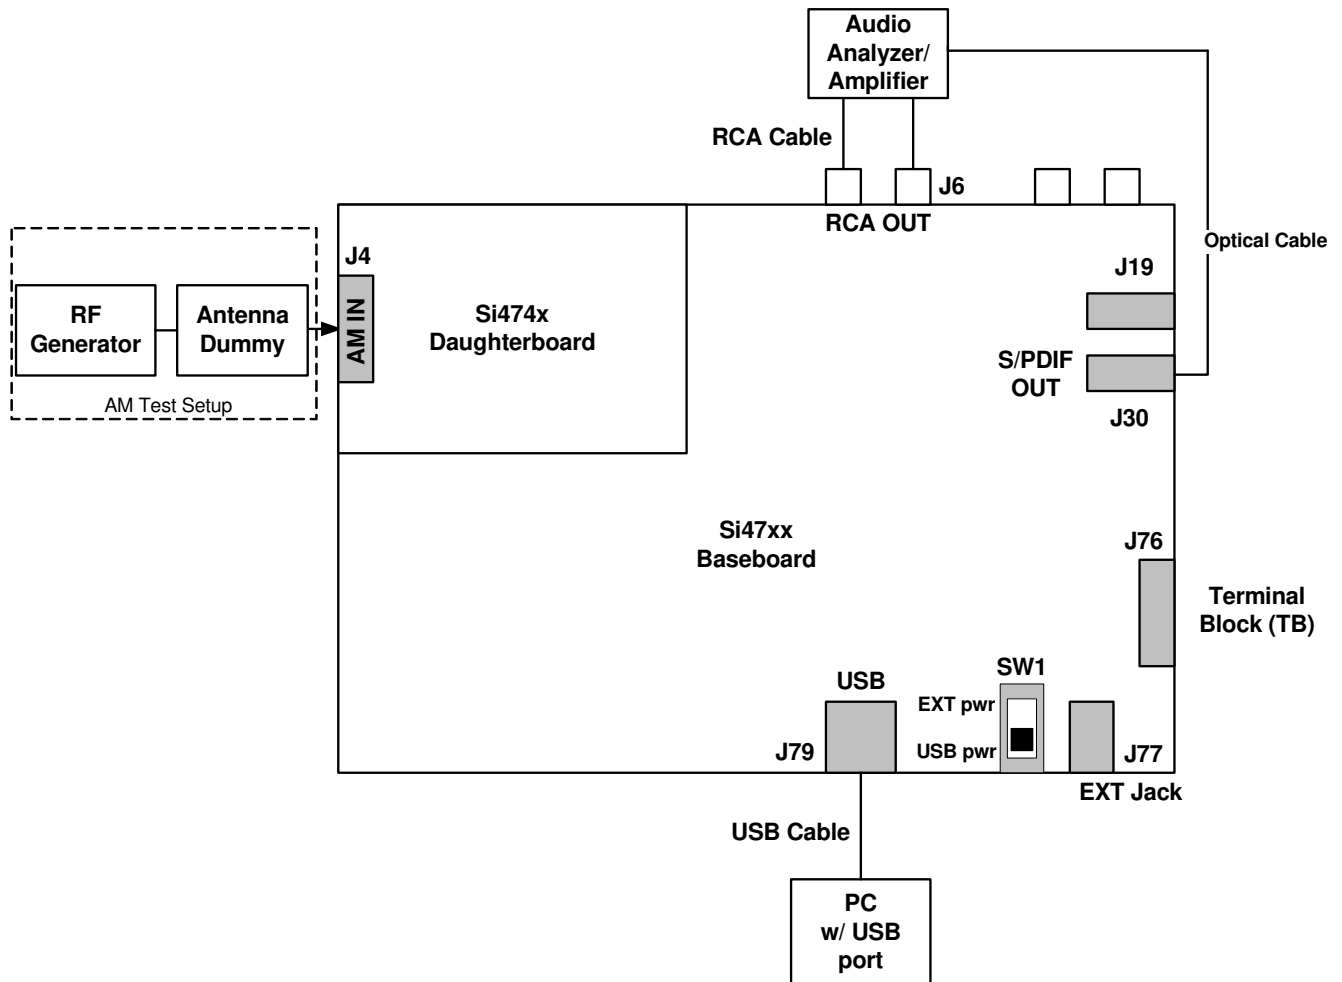 Audio
Analyzer/
Amplifier
RCA Cable
J6
RCA OUT
Optical Cable
J4
J19
RF
Generator
Antenna
Dummy
AM IN
Si474x
Daughterboard
S/PDIF
OUT
AM Test Setup
J30
Si47xx
Baseboard
J76
Terminal
Block (TB)
SW1
USB
EXT pwr
J79
USB pwr
J77
EXT Jack
USB Cable
PC
w/ USB
port